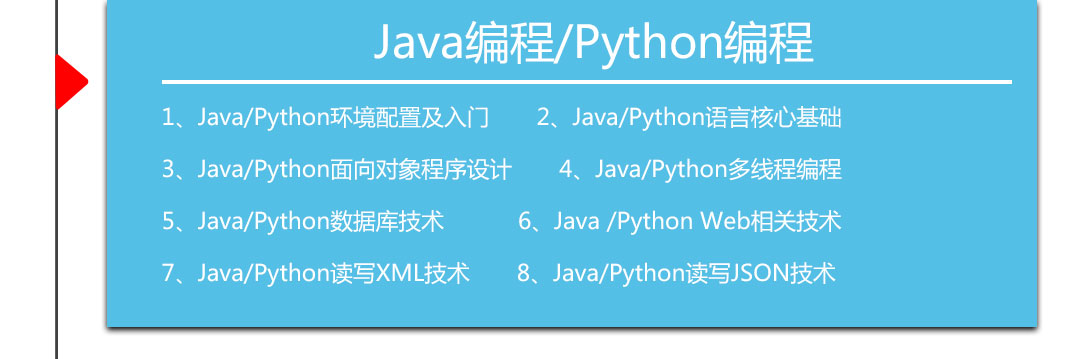 Java编程/Python编程
1、Java/Python环境配置及入门 2、Java/Python语言核心基础
3、Java/Python面向对象程序设计 4、Java/Python多线程编程
5、Java/Python数据库技术 6、Java /Python Web相关技术
7、Java/Python读写XML技术 8、Java/Python读写JSON技术